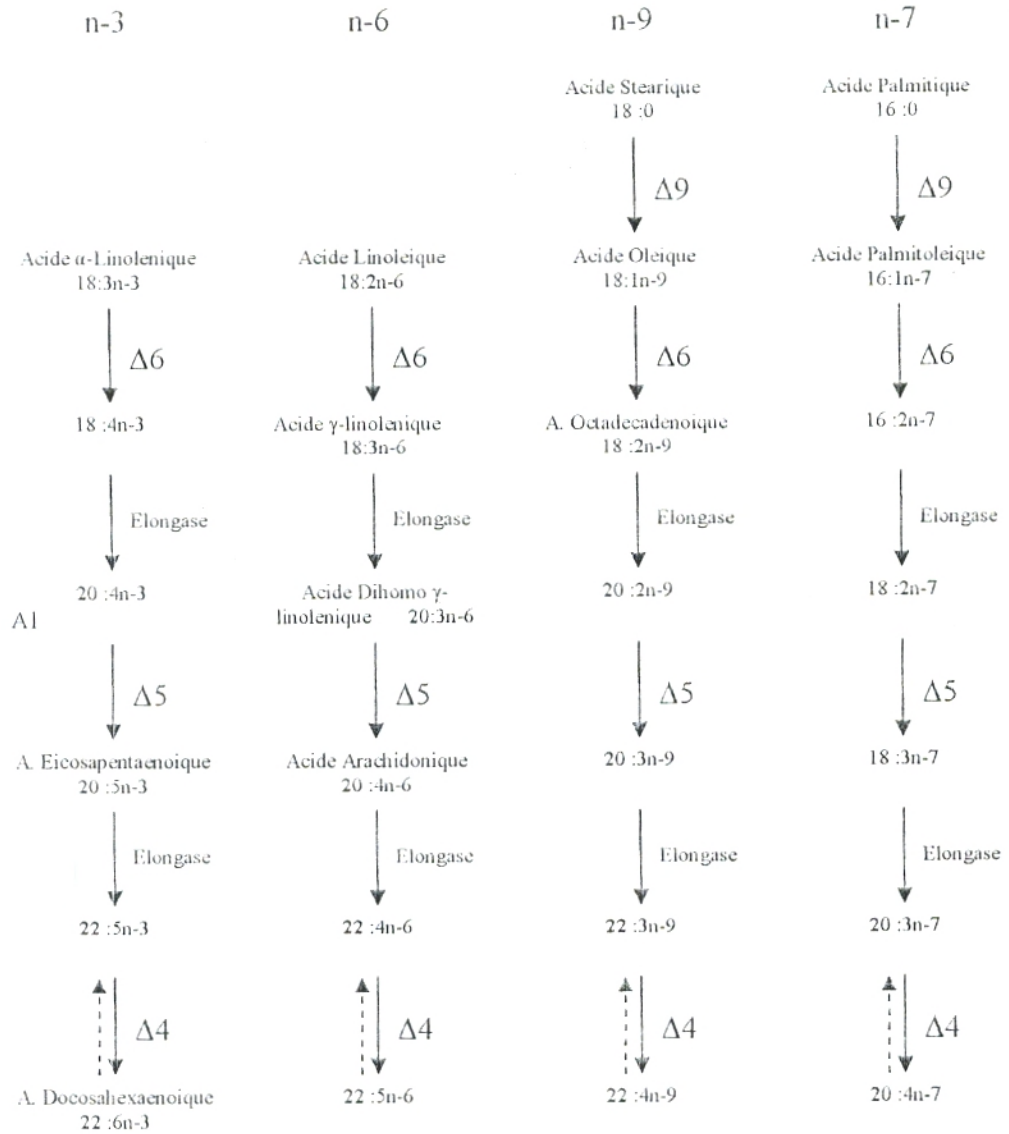 n-3 n-6 n-9 n-7
Acide Stearique Acide Palmitique
18 :0 16 :0
Δ9 Δ9
Acide α-Linolenique Acide Linoleique Acide Oleique Acide Palmitoleique
18:3n-3 18:2n-6 18:1n-9 16:1n-7
Δ6 Δ6 Δ6 Δ6
18 :4n-3 Acide γ-linolenique A. Octadecadenoique 16 :2n-7
18:3n-6 18 :2n-9
Elongase Elongase Elongase Elongase
20 :4n-3 Acide Dihomo γ- 20 :2n-9 18 :2n-7
Al linolenique 20:3n-6
Δ5 Δ5 Δ5 Δ5
A. Eicosapentaenoique Acide Arachidonique 20 :3n-9 18 :3n-7
20 :5n-3 20 :4n-6
Elongase Elongase Elongase Elongase
22 :5n-3 22 :4n-6 22 :3n-9 20 :3n-7
Δ4 Δ4 Δ4 Δ4
A. Docosahexaenoique 22 :5n-6 22 :4n-9 20 :4n-7
22 :6n-3